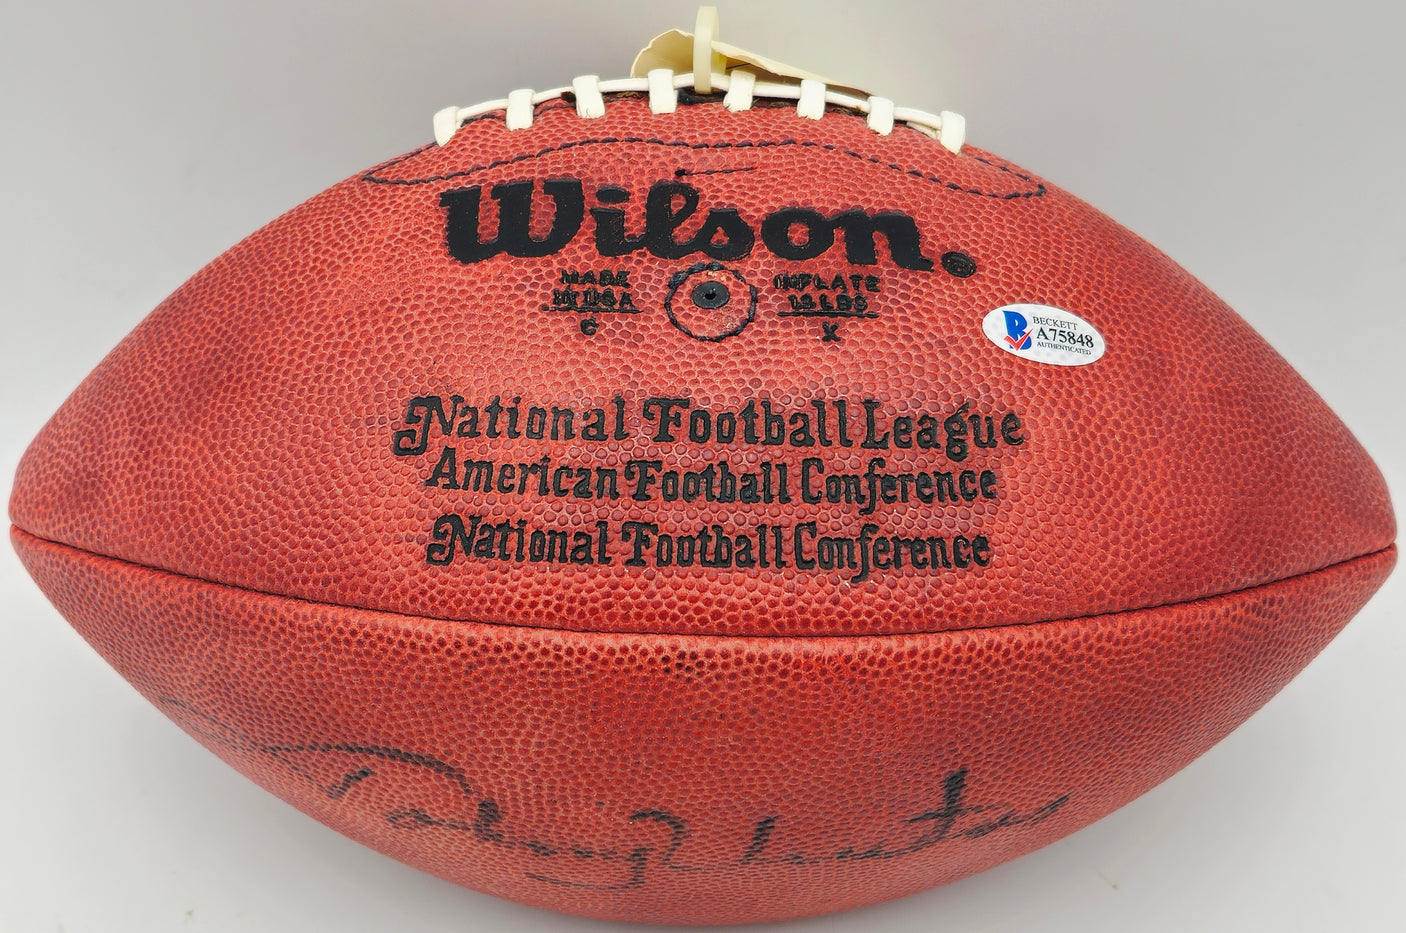 Wilson®
MADE IN USA
C
INFLATE 13 LBS
X
BECKETT
A75848
AUTHENTICATED
National Football League
American Football Conference
National Football Conference